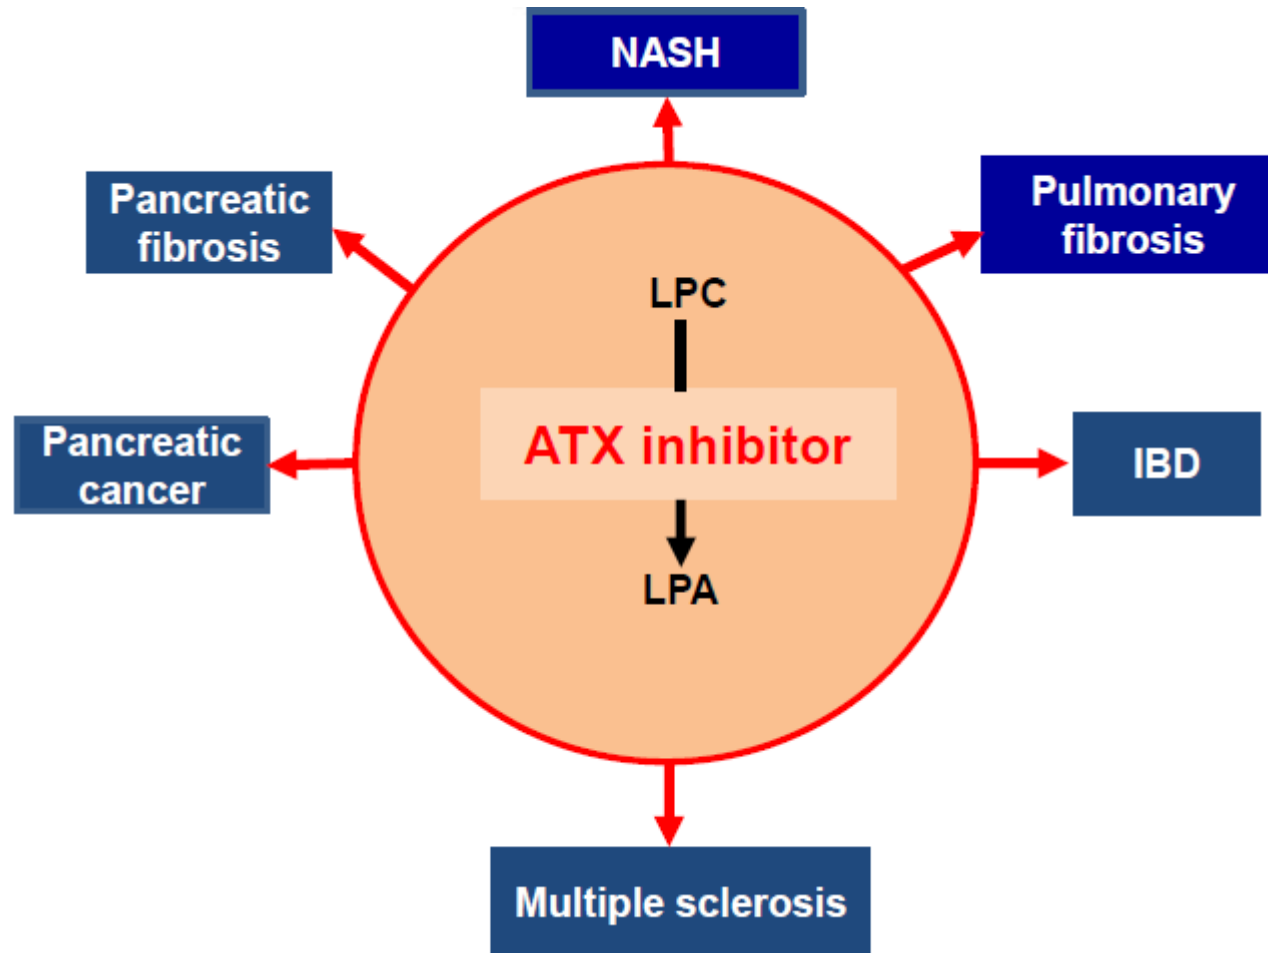 NASH
Pancreatic
fibrosis
Pulmonary
fibrosis
LPC
ATX inhibitor
Pancreatic
cancer
IBD
LPA
Multiple sclerosis